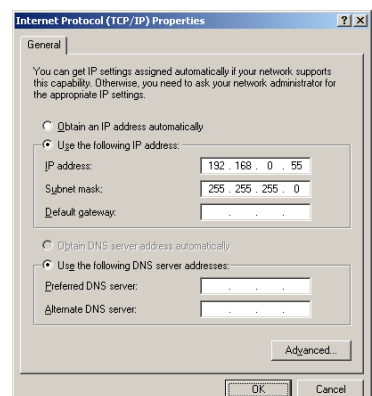 Internet Protocol (TCP/IP) Properties ? X
General
You can get IP settings assigned automatically if your network supports
this capability. Otherwise, you need to ask your network administrator for
the appropriate IP settings.
Obtain an IP address automatically
Use the following IP address:
IP address: 192 . 168 . 0 . 55
Subnet mask: 255 . 255 . 255 . 0
Default gateway: . . .
Obtain DNS server address automatically
Use the following DNS server addresses:
Preferred DNS server: . . .
Alternate DNS server: . . .
Advanced...
OK Cancel